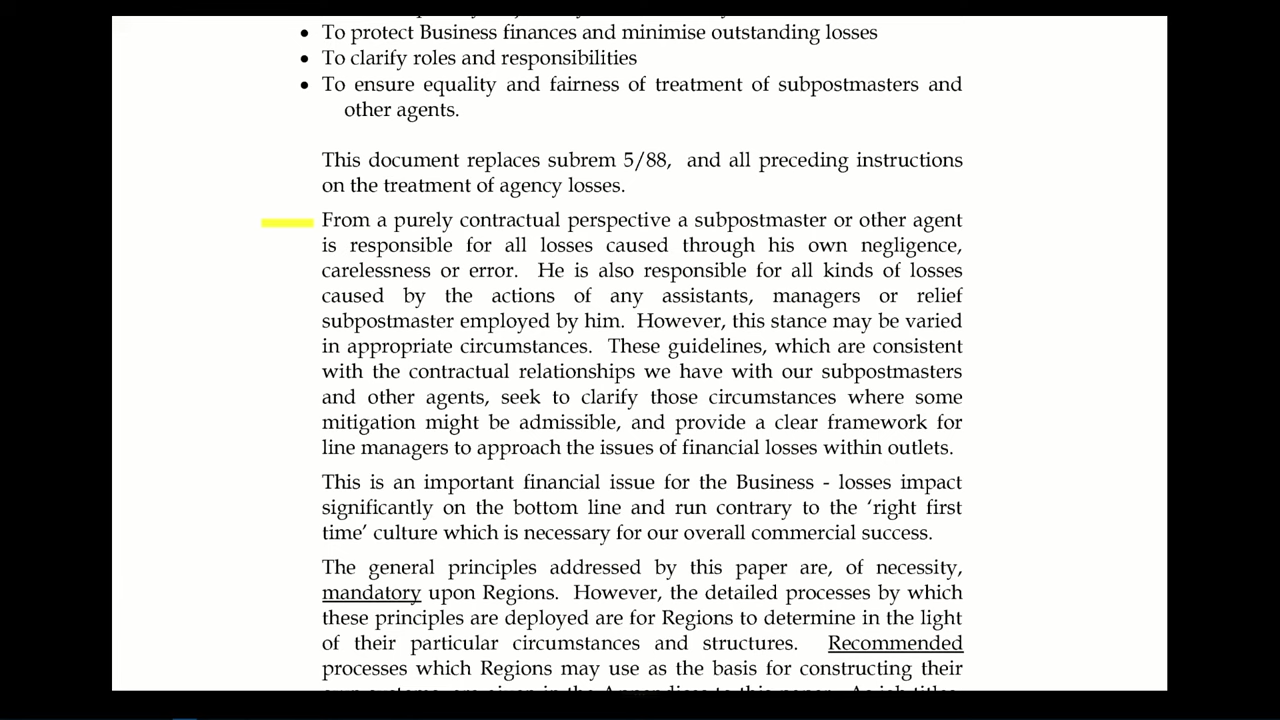 • To protect Business finances and minimise outstanding losses
• To clarify roles and responsibilities
• To ensure equality and fairness of treatment of subpostmasters and
other agents.
This document replaces subrem 5/88, and all preceding instructions
on the treatment of agency losses.
From a purely contractual perspective a subpostmaster or other agent
is responsible for all losses caused through his own negligence,
carelessness or error. He is also responsible for all kinds of losses
caused by the actions of any assistants, managers or relief
subpostmaster employed by him. However, this stance may be varied
in appropriate circumstances. These guidelines, which are consistent
with the contractual relationships we have with our subpostmasters
and other agents, seek to clarify those circumstances where some
mitigation might be admissible, and provide a clear framework for
line managers to approach the issues of financial losses within outlets.
This is an important financial issue for the Business - losses impact
significantly on the bottom line and run contrary to the ‘right first
time’ culture which is necessary for our overall commercial success.
The general principles addressed by this paper are, of necessity,
mandatory upon Regions. However, the detailed processes by which
these principles are deployed are for Regions to determine in the light
of their particular circumstances and structures. Recommended
processes which Regions may use as the basis for constructing their